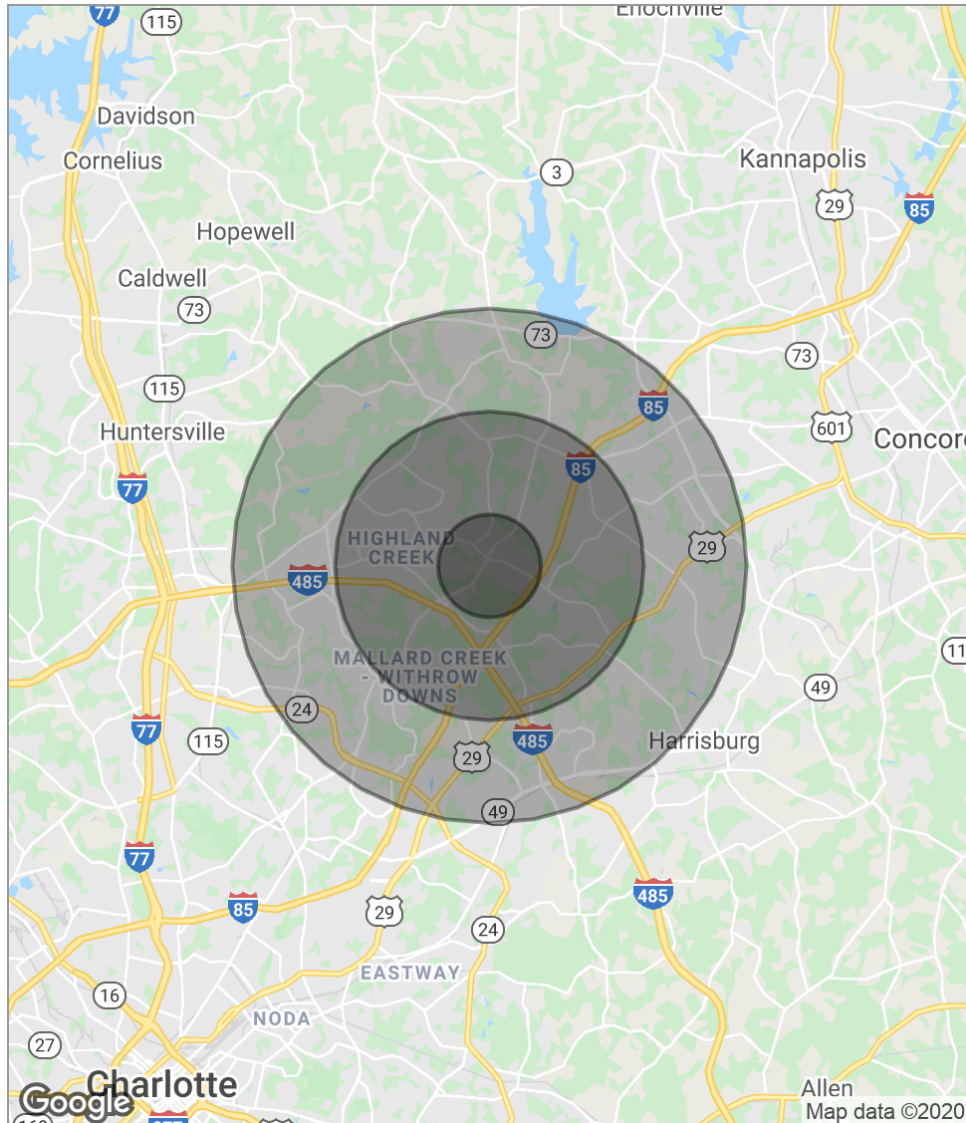 77
115
Enochville
Davidson
Cornelius
3
Kannapolis
29
85
Hopewell
Caldwell
73
73
73
115
85
Huntersville
601
Concord
85
77
HIGHLAND
CREEK
29
485
MALLARD CREEK
- WITHROW
DOWNS
49
24
77
115
485
Harrisburg
29
49
77
485
85
29
24
EASTWAY
16
NODA
27
Charlotte
Allen
Google
Map data ©2020